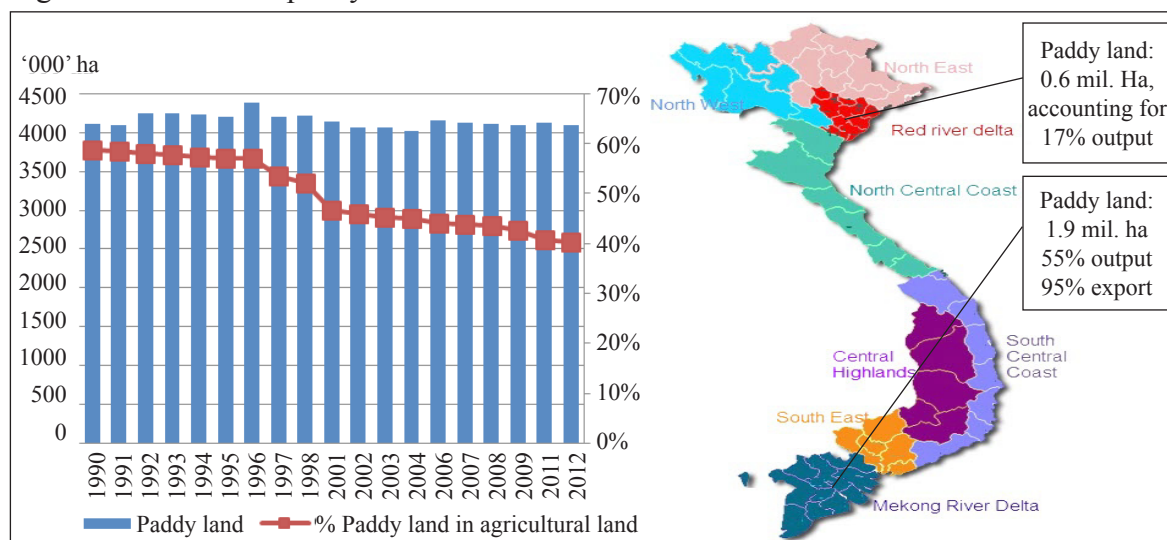 '000' ha
4500
4000
3500
3000
2500
2000
1500
1000
500
0
70%
60%
50%
40%
30%
20%
10%
0%
1990
1991
1992
1993
1994
1995
1996
1997
1998
2001
2002
2003
2004
2006
2007
2008
2009
2011
2012
Paddy land
% Paddy land in agricultural land
North East
North West
Red river delta
North Central Coast
Central
Highlands
South
Central
Coast
South East
Mekong River Delta
Paddy land:
0.6 mil. Ha,
accounting for
17% output
Paddy land:
1.9 mil. ha
55% output
95% export